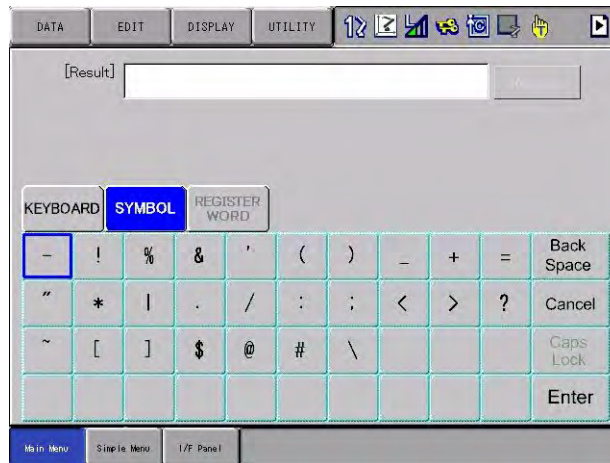 DATA EDIT DISPLAY UTILITY
[Result]
KEYBOARD SYMBOL REGISTER WORD
- ! % & ' ( ) _ + = Back Space
" * | . / : ; < > ? Cancel
~ [ ] $ @ # \ Caps Lock
Enter
Main Menu Simple Menu I/F Panel